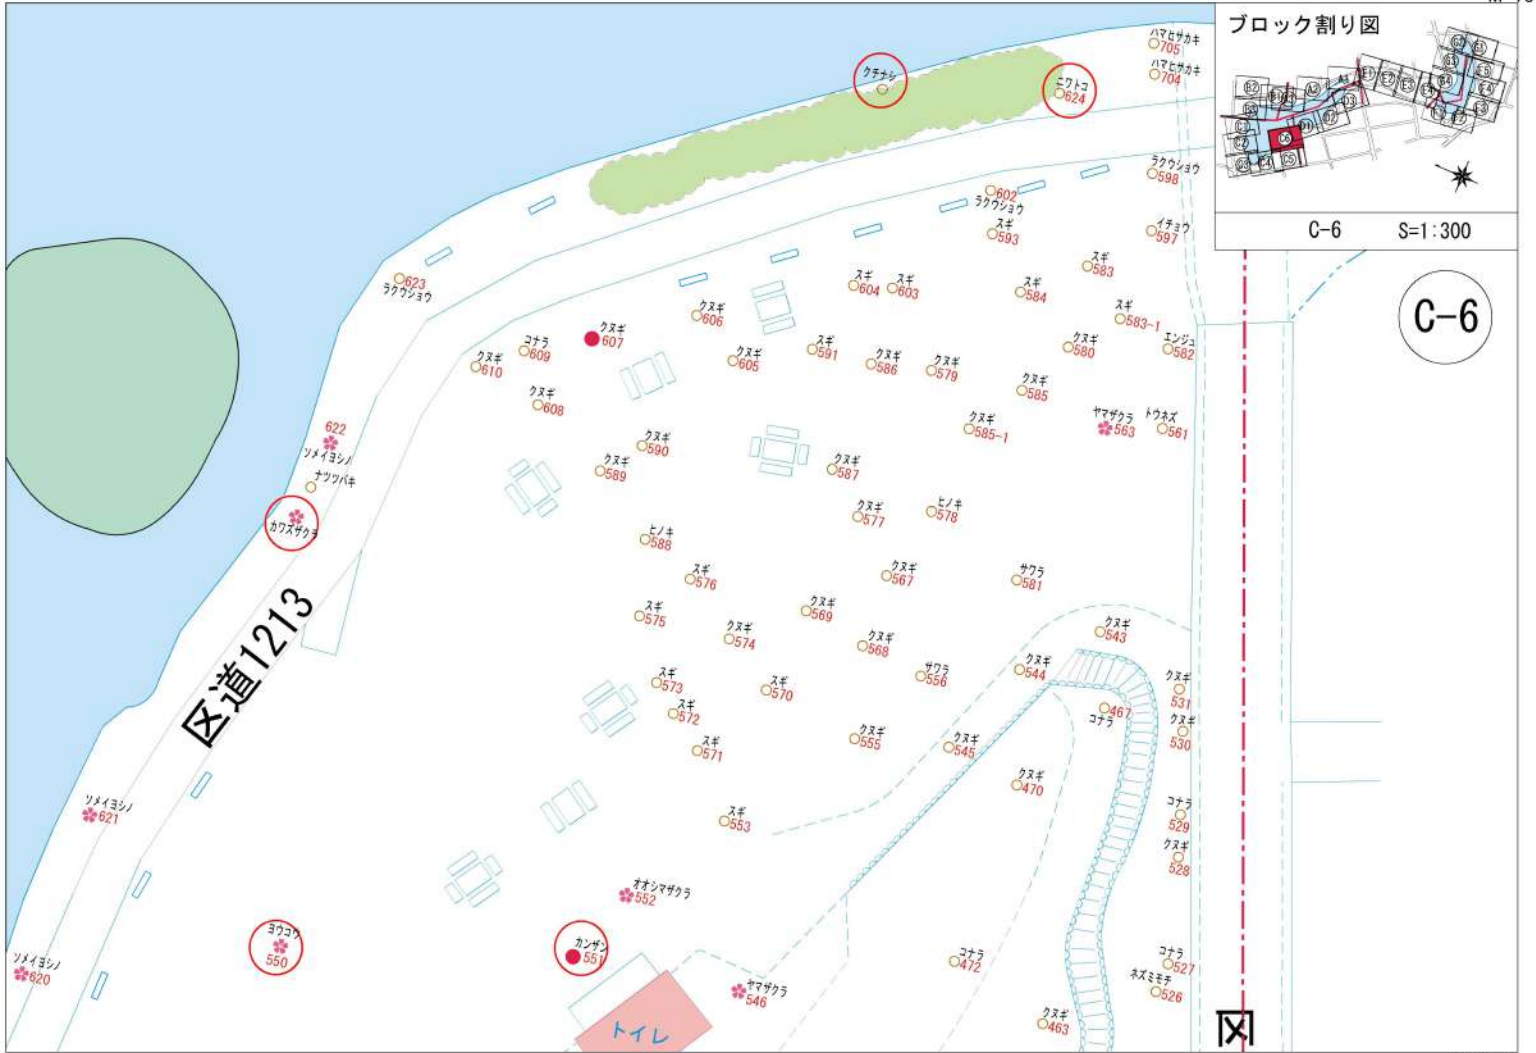 ブロック割り図
C-6 S=1:300
C-6
ハマヒサカキ
705
ハマヒサカキ
704
クチナシ
ニワトコ
624
ラクウショウ
598
602
ラクウショウ
スギ
593
イチョウ
597
スギ
583
スギ
604
スギ
603
スギ
584
623
ラクウショウ
スギ
583-1
クヌギ
606
クヌギ
607
コナラ
609
クヌギ
610
クヌギ
605
スギ
591
クヌギ
586
クヌギ
579
クヌギ
580
エンジュ
582
クヌギ
608
クヌギ
585
クヌギ
585-1
ヤマザクラ
563
トウネズ
561
622
ソメイヨシノ
ナツツバキ
カワズザクラ
クヌギ
590
クヌギ
589
クヌギ
587
クヌギ
577
ヒノキ
578
ヒノキ
588
スギ
576
クヌギ
567
サワラ
581
スギ
575
クヌギ
569
クヌギ
574
クヌギ
568
クヌギ
543
区道1213
スギ
573
スギ
570
サワラ
556
クヌギ
544
クヌギ
531
スギ
572
467
コナラ
クヌギ
530
スギ
571
クヌギ
555
クヌギ
545
クヌギ
470
ソメイヨシノ
621
スギ
553
コナラ
529
クヌギ
528
オオシマザクラ
552
ヨウコウ
550
カンザン
551
ソメイヨシノ
620
コナラ
472
コナラ
527
ネズミモチ
526
ヤマザクラ
546
クヌギ
463
トイレ
区